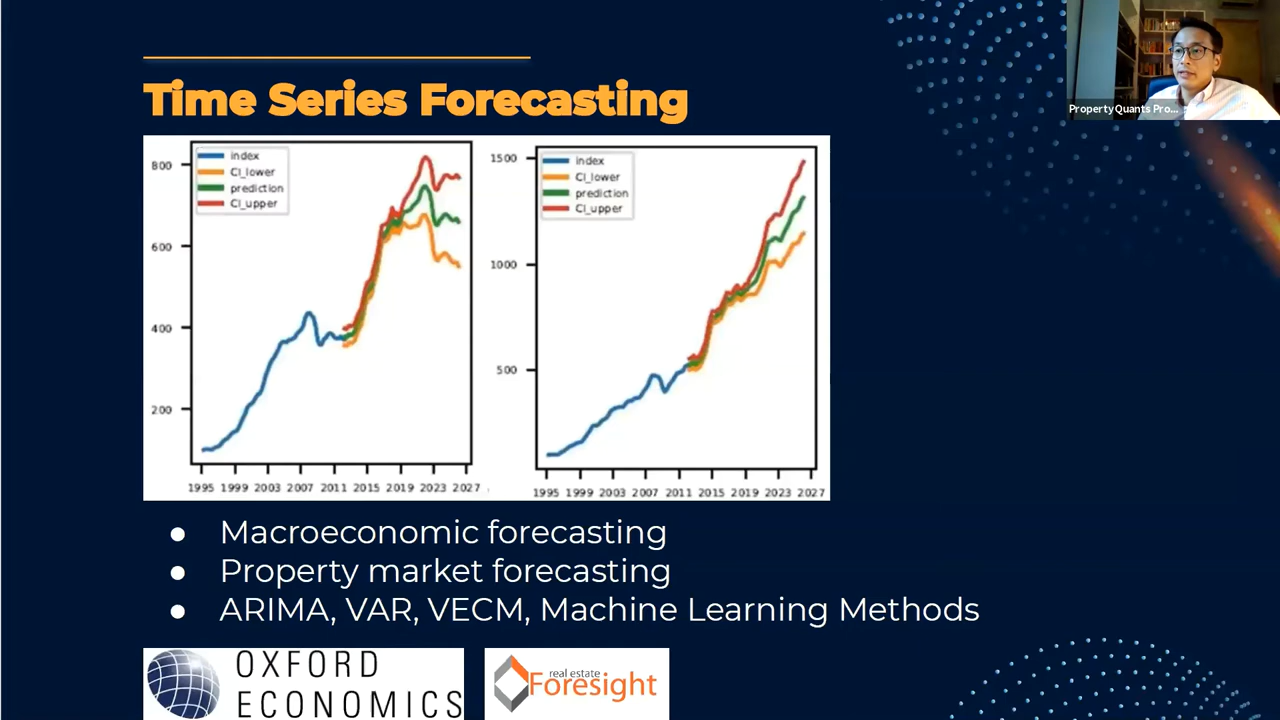 PropertyQuants Pro...
Time Series Forecasting
index
CI_lower
prediction
CI_upper
800
600
400
200
1995 1999 2003 2007 2011 2015 2019 2023 2027
index
CI_lower
prediction
CI_upper
1500
1000
500
1995 1999 2003 2007 2011 2015 2019 2023 2027
● Macroeconomic forecasting
● Property market forecasting
● ARIMA, VAR, VECM, Machine Learning Methods
OXFORD
ECONOMICS
real estate
Foresight